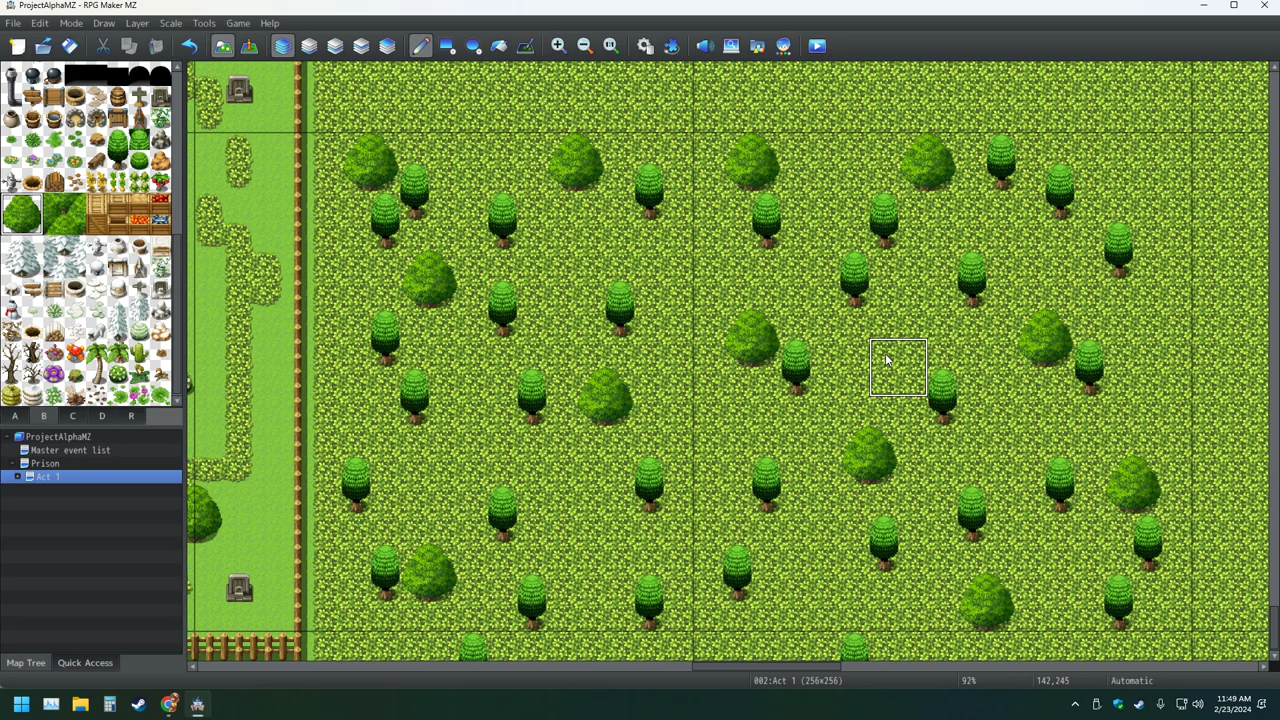 ProjectAlphaMZ - RPG Maker MZ
File Edit Mode Draw Layer Scale Tools Game Help
A B C D R
ProjectAlphaMZ
Master event list
Prison
Act 1
Map Tree Quick Access
002:Act 1 (256x256) 92% 142,245 Automatic
11:49 AM
2/23/2024